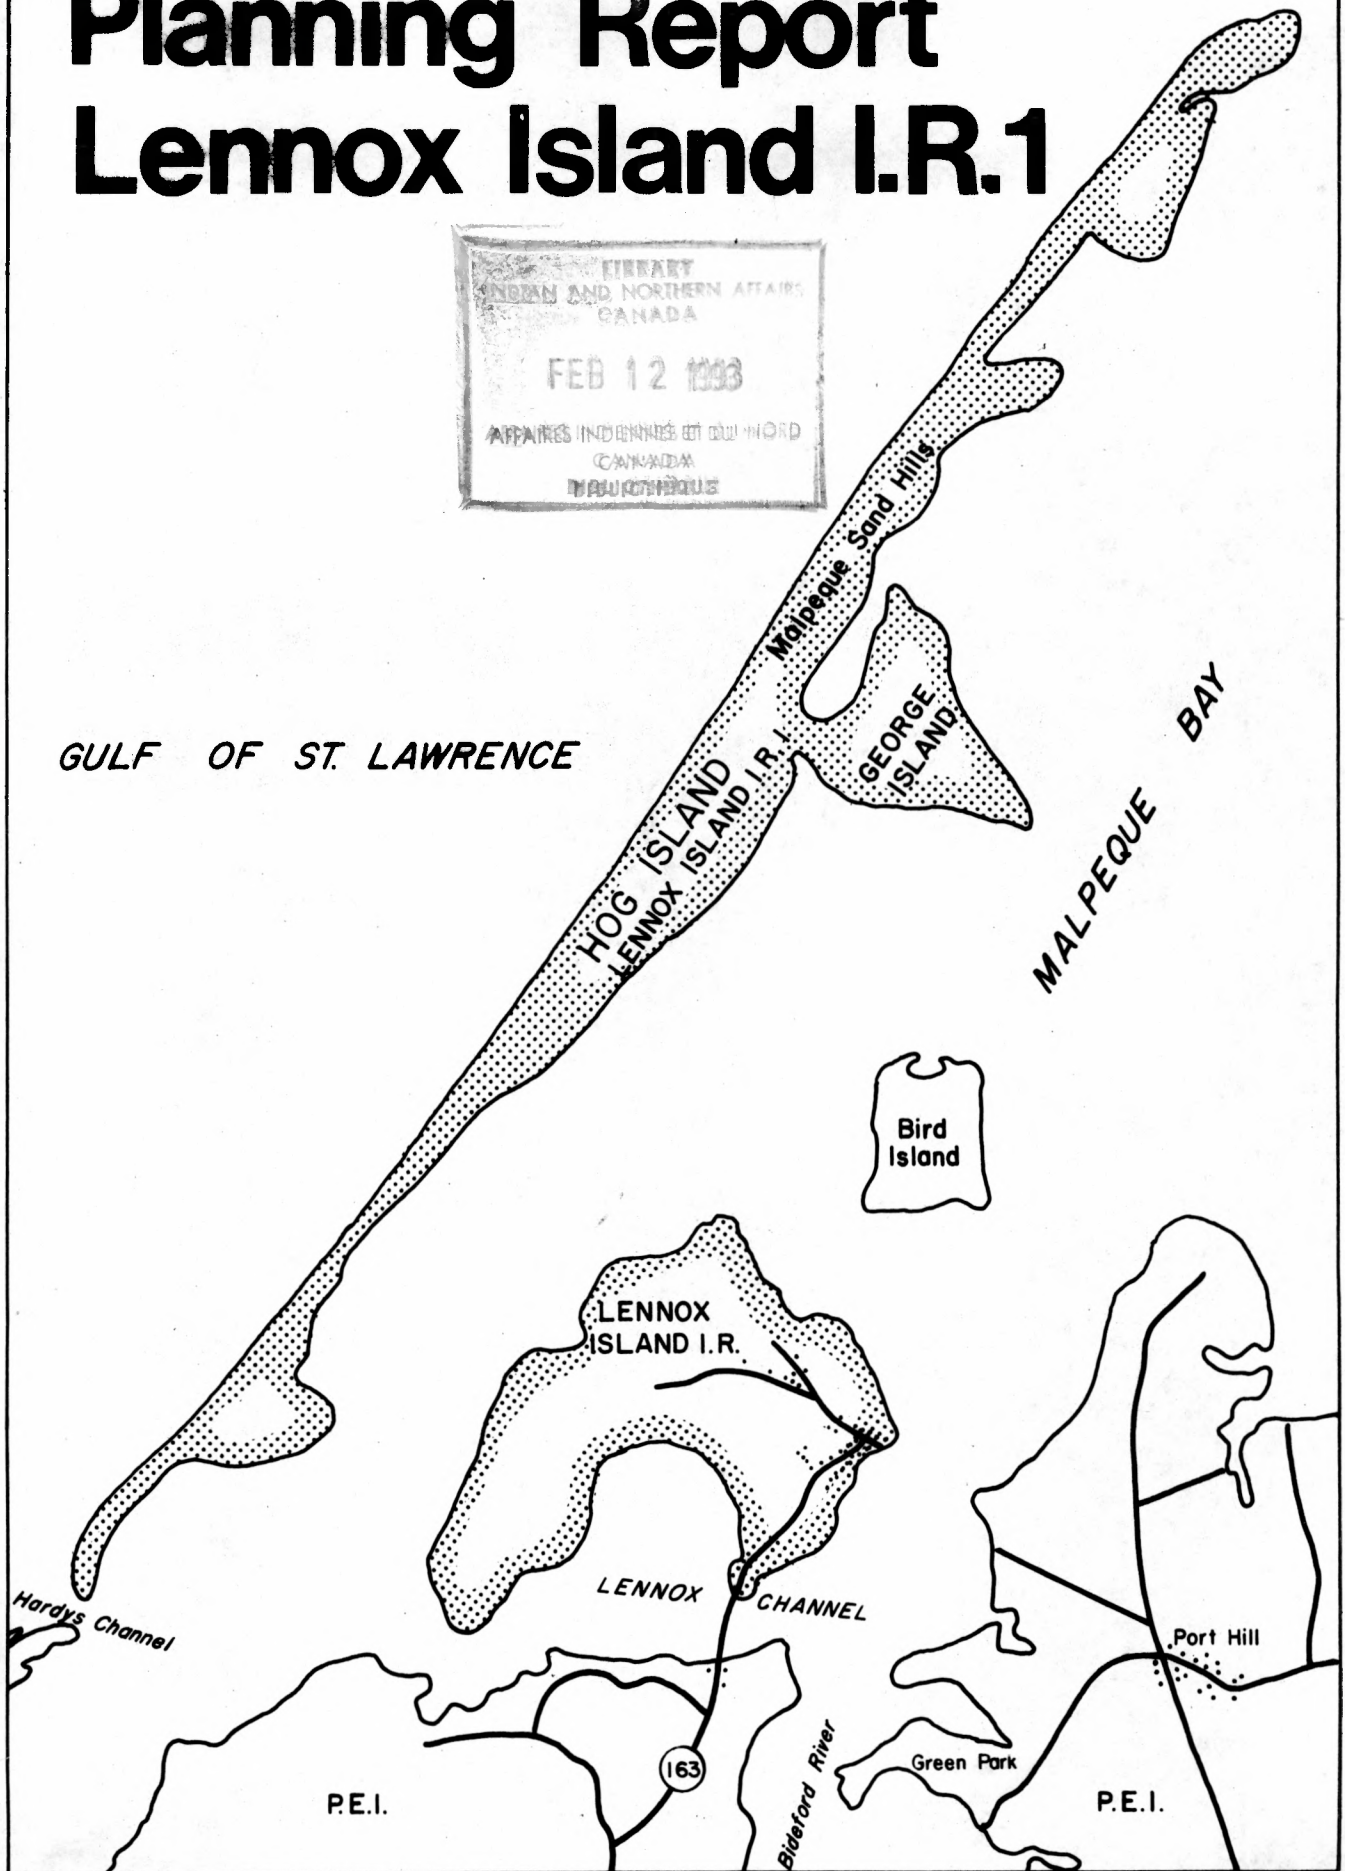 Planning Report
Lennox Island I.R.1
LIBRARY
INDIAN AND NORTHERN AFFAIRS
CANADA
FEB 12 1993
AFFAIRES INDIENNES ET DU NORD
CANADA
BIBLIOTHÈQUE
Malpeque Sand Hills
GULF OF ST. LAWRENCE
HOG ISLAND
LENNOX ISLAND I.R. 1
GEORGE
ISLAND
MALPEQUE BAY
Bird
Island
LENNOX
ISLAND I.R.
LENNOX CHANNEL
Hardys Channel
Port Hill
163
Bideford River
Green Park
P.E.I.
P.E.I.